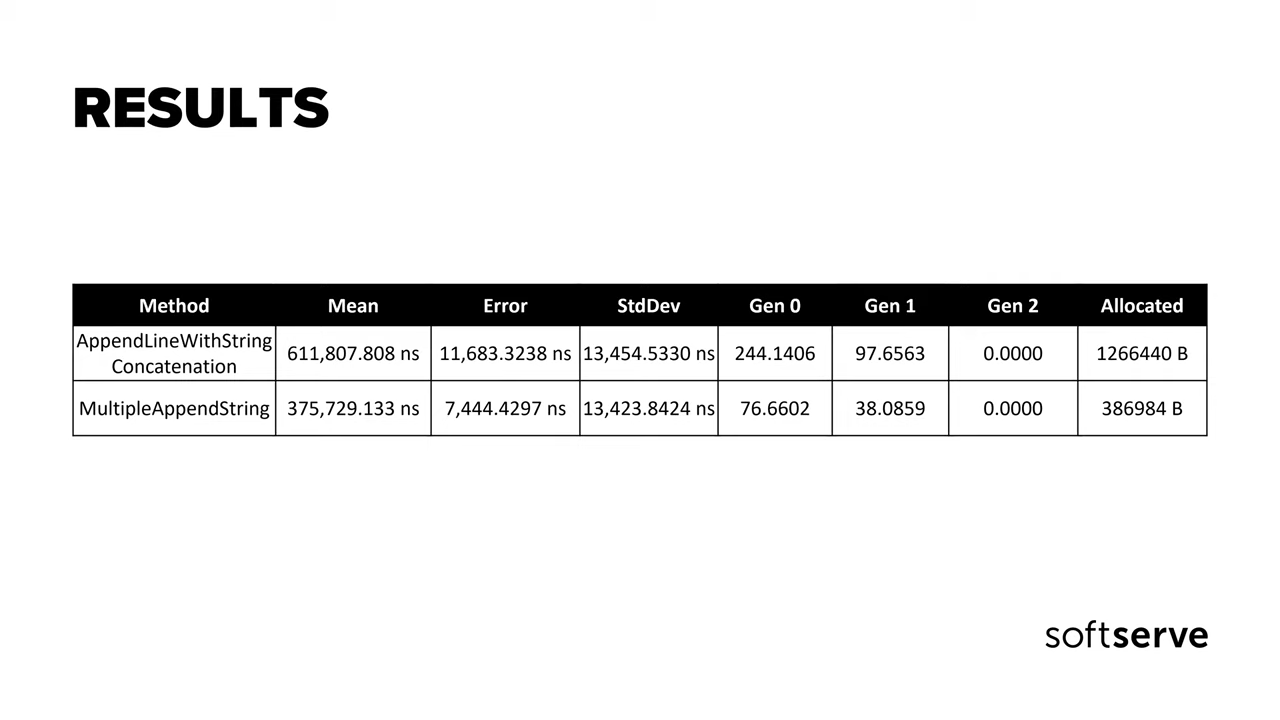 RESULTS
Method Mean Error StdDev Gen 0 Gen 1 Gen 2 Allocated
AppendLineWithString
Concatenation 611,807.808 ns 11,683.3238 ns 13,454.5330 ns 244.1406 97.6563 0.0000 1266440 B
MultipleAppendString 375,729.133 ns 7,444.4297 ns 13,423.8424 ns 76.6602 38.0859 0.0000 386984 B
softserve